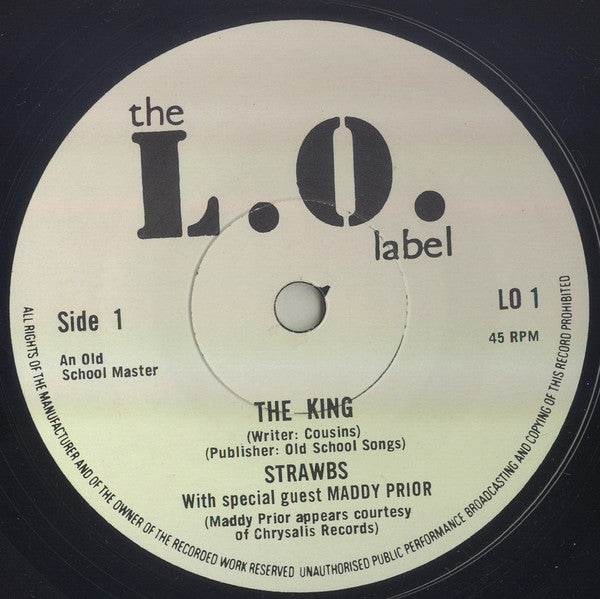 the
L.O.
label
Side 1
LO 1
An Old
School Master
45 RPM
THE KING
(Writer: Cousins)
(Publisher: Old School Songs)
STRAWBS
With special guest MADDY PRIOR
(Maddy Prior appears courtesy
of Chrysalis Records)
ALL RIGHTS OF THE MANUFACTURER AND OF THE OWNER OF THE RECORDED WORK RESERVED UNAUTHORISED PUBLIC PERFORMANCE BROADCASTING AND COPYING OF THIS RECORD PROHIBITED